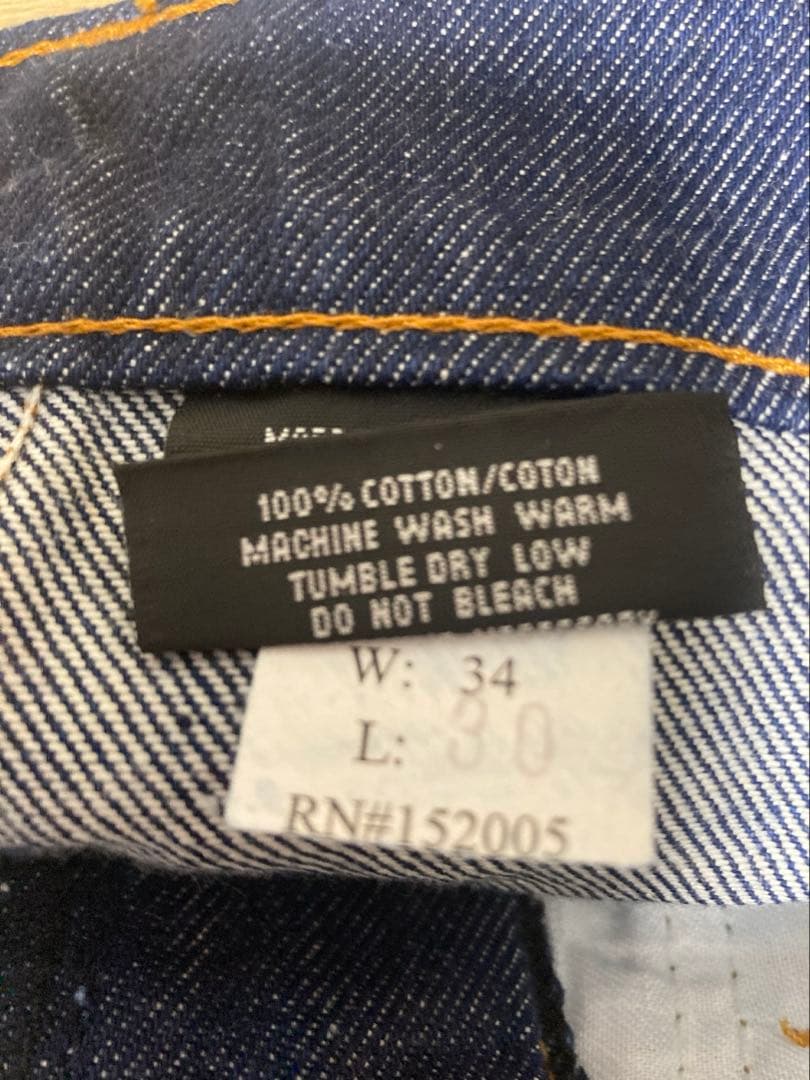 100% COTTON/COTON
MACHINE WASH WARM
TUMBLE DRY LOW
DO NOT BLEACH
W: 34
L: 30
RN#152005